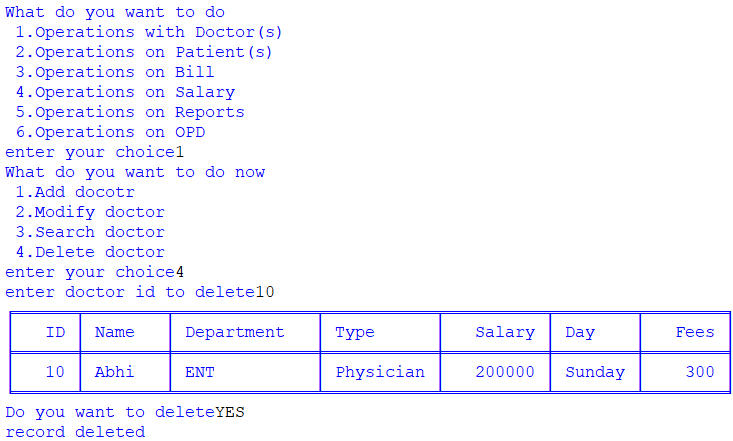 What do you want to do
1.Operations with Doctor(s)
2.Operations on Patient(s)
3.Operations on Bill
4.Operations on Salary
5.Operations on Reports
6.Operations on OPD
enter your choice1
What do you want to do now
1.Add docotr
2.Modify doctor
3.Search doctor
4.Delete doctor
enter your choice4
enter doctor id to delete10
ID Name Department Type Salary Day Fees
10 Abhi ENT Physician 200000 Sunday 300
Do you want to deleteYES
record deleted